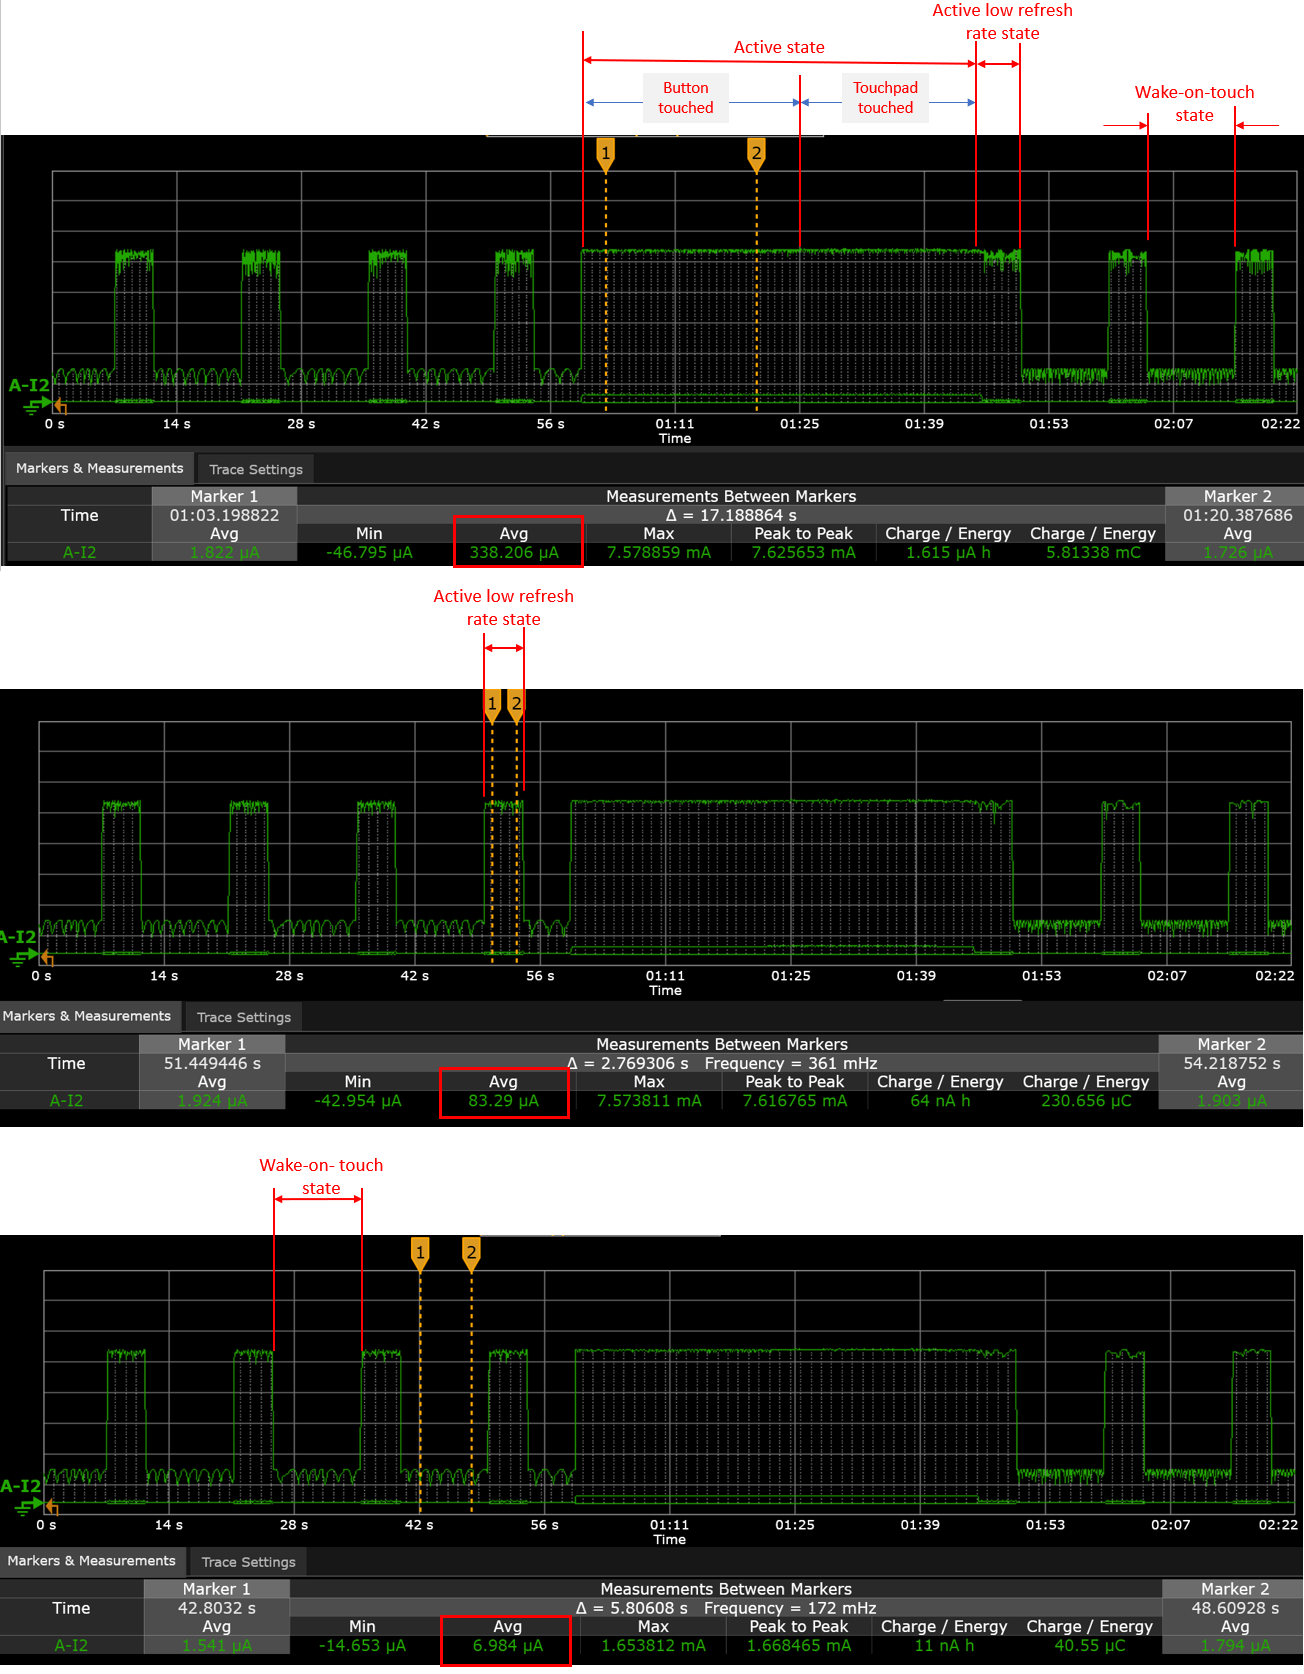 Active low refresh
rate state
Active state
Button
touched
Touchpad
touched
Wake-on-touch
state
1
2
A-I2
0 s 14 s 28 s 42 s 56 s 01:11 01:25 01:39 01:53 02:07 02:22
Time
Markers & Measurements Trace Settings
Marker 1 Measurements Between Markers Marker 2
Time 01:03.198822 Δ = 17.188864 s 01:20.387686
Avg Min Avg Max Peak to Peak Charge / Energy Charge / Energy Avg
A-I2 1.822 µA -46.795 µA 338.206 µA 7.578859 mA 7.625653 mA 1.615 µA h 5.81338 mC 1.726 µA
Active low refresh
rate state
1 2
A-I2
0 s 14 s 28 s 42 s 56 s 01:11 01:25 01:39 01:53 02:07 02:22
Time
Markers & Measurements Trace Settings
Marker 1 Measurements Between Markers Marker 2
Time 51.449446 s Δ = 2.769306 s Frequency = 361 mHz 54.218752 s
Avg Min Avg Max Peak to Peak Charge / Energy Charge / Energy Avg
A-I2 1.924 µA -42.954 µA 83.29 µA 7.573811 mA 7.616765 mA 64 nA h 230.656 µC 1.903 µA
Wake-on- touch
state
1 2
A-I2
0 s 14 s 28 s 42 s 56 s 01:11 01:25 01:39 01:53 02:07 02:22
Time
Markers & Measurements Trace Settings
Marker 1 Measurements Between Markers Marker 2
Time 42.8032 s Δ = 5.80608 s Frequency = 172 mHz 48.60928 s
Avg Min Avg Max Peak to Peak Charge / Energy Charge / Energy Avg
A-I2 1.541 µA -14.653 µA 6.984 µA 1.653812 mA 1.668465 mA 11 nA h 40.55 µC 1.794 µA